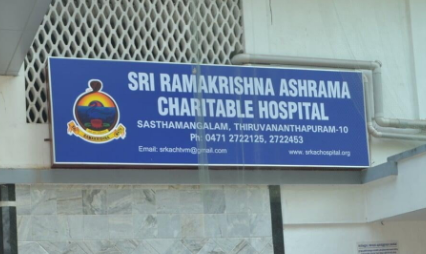 SRI RAMAKRISHNA ASHRAMA
CHARITABLE HOSPITAL
SASTHAMANGALAM, THIRUVANANTHAPURAM-10
Ph: 0471 2722125, 2722453
Email: srkachtvm@gmail.com www. srkachospital.org